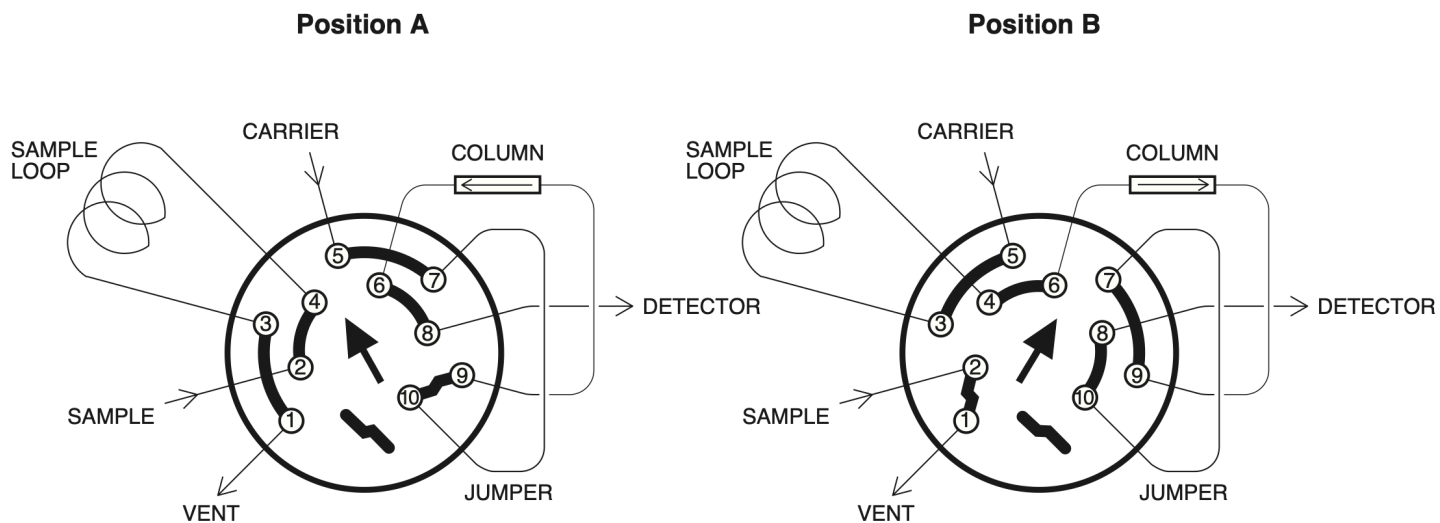 Position A
Position B
CARRIER
SAMPLE
LOOP
COLUMN
5
6
7
4
3
8
DETECTOR
2
9
10
SAMPLE
1
JUMPER
VENT
CARRIER
SAMPLE
LOOP
COLUMN
5
6
7
4
3
8
DETECTOR
2
9
10
SAMPLE
1
JUMPER
VENT